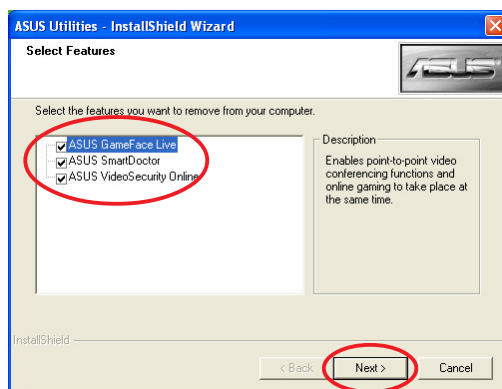 ASUS Utilities - InstallShield Wizard
Select Features
ASUS
Select the features you want to remove from your computer.
ASUS GameFace Live
ASUS SmartDoctor
ASUS VideoSecurity Online
Description
Enables point-to-point video
conferencing functions and
online gaming to take place at
the same time.
InstallShield
< Back
Next >
Cancel